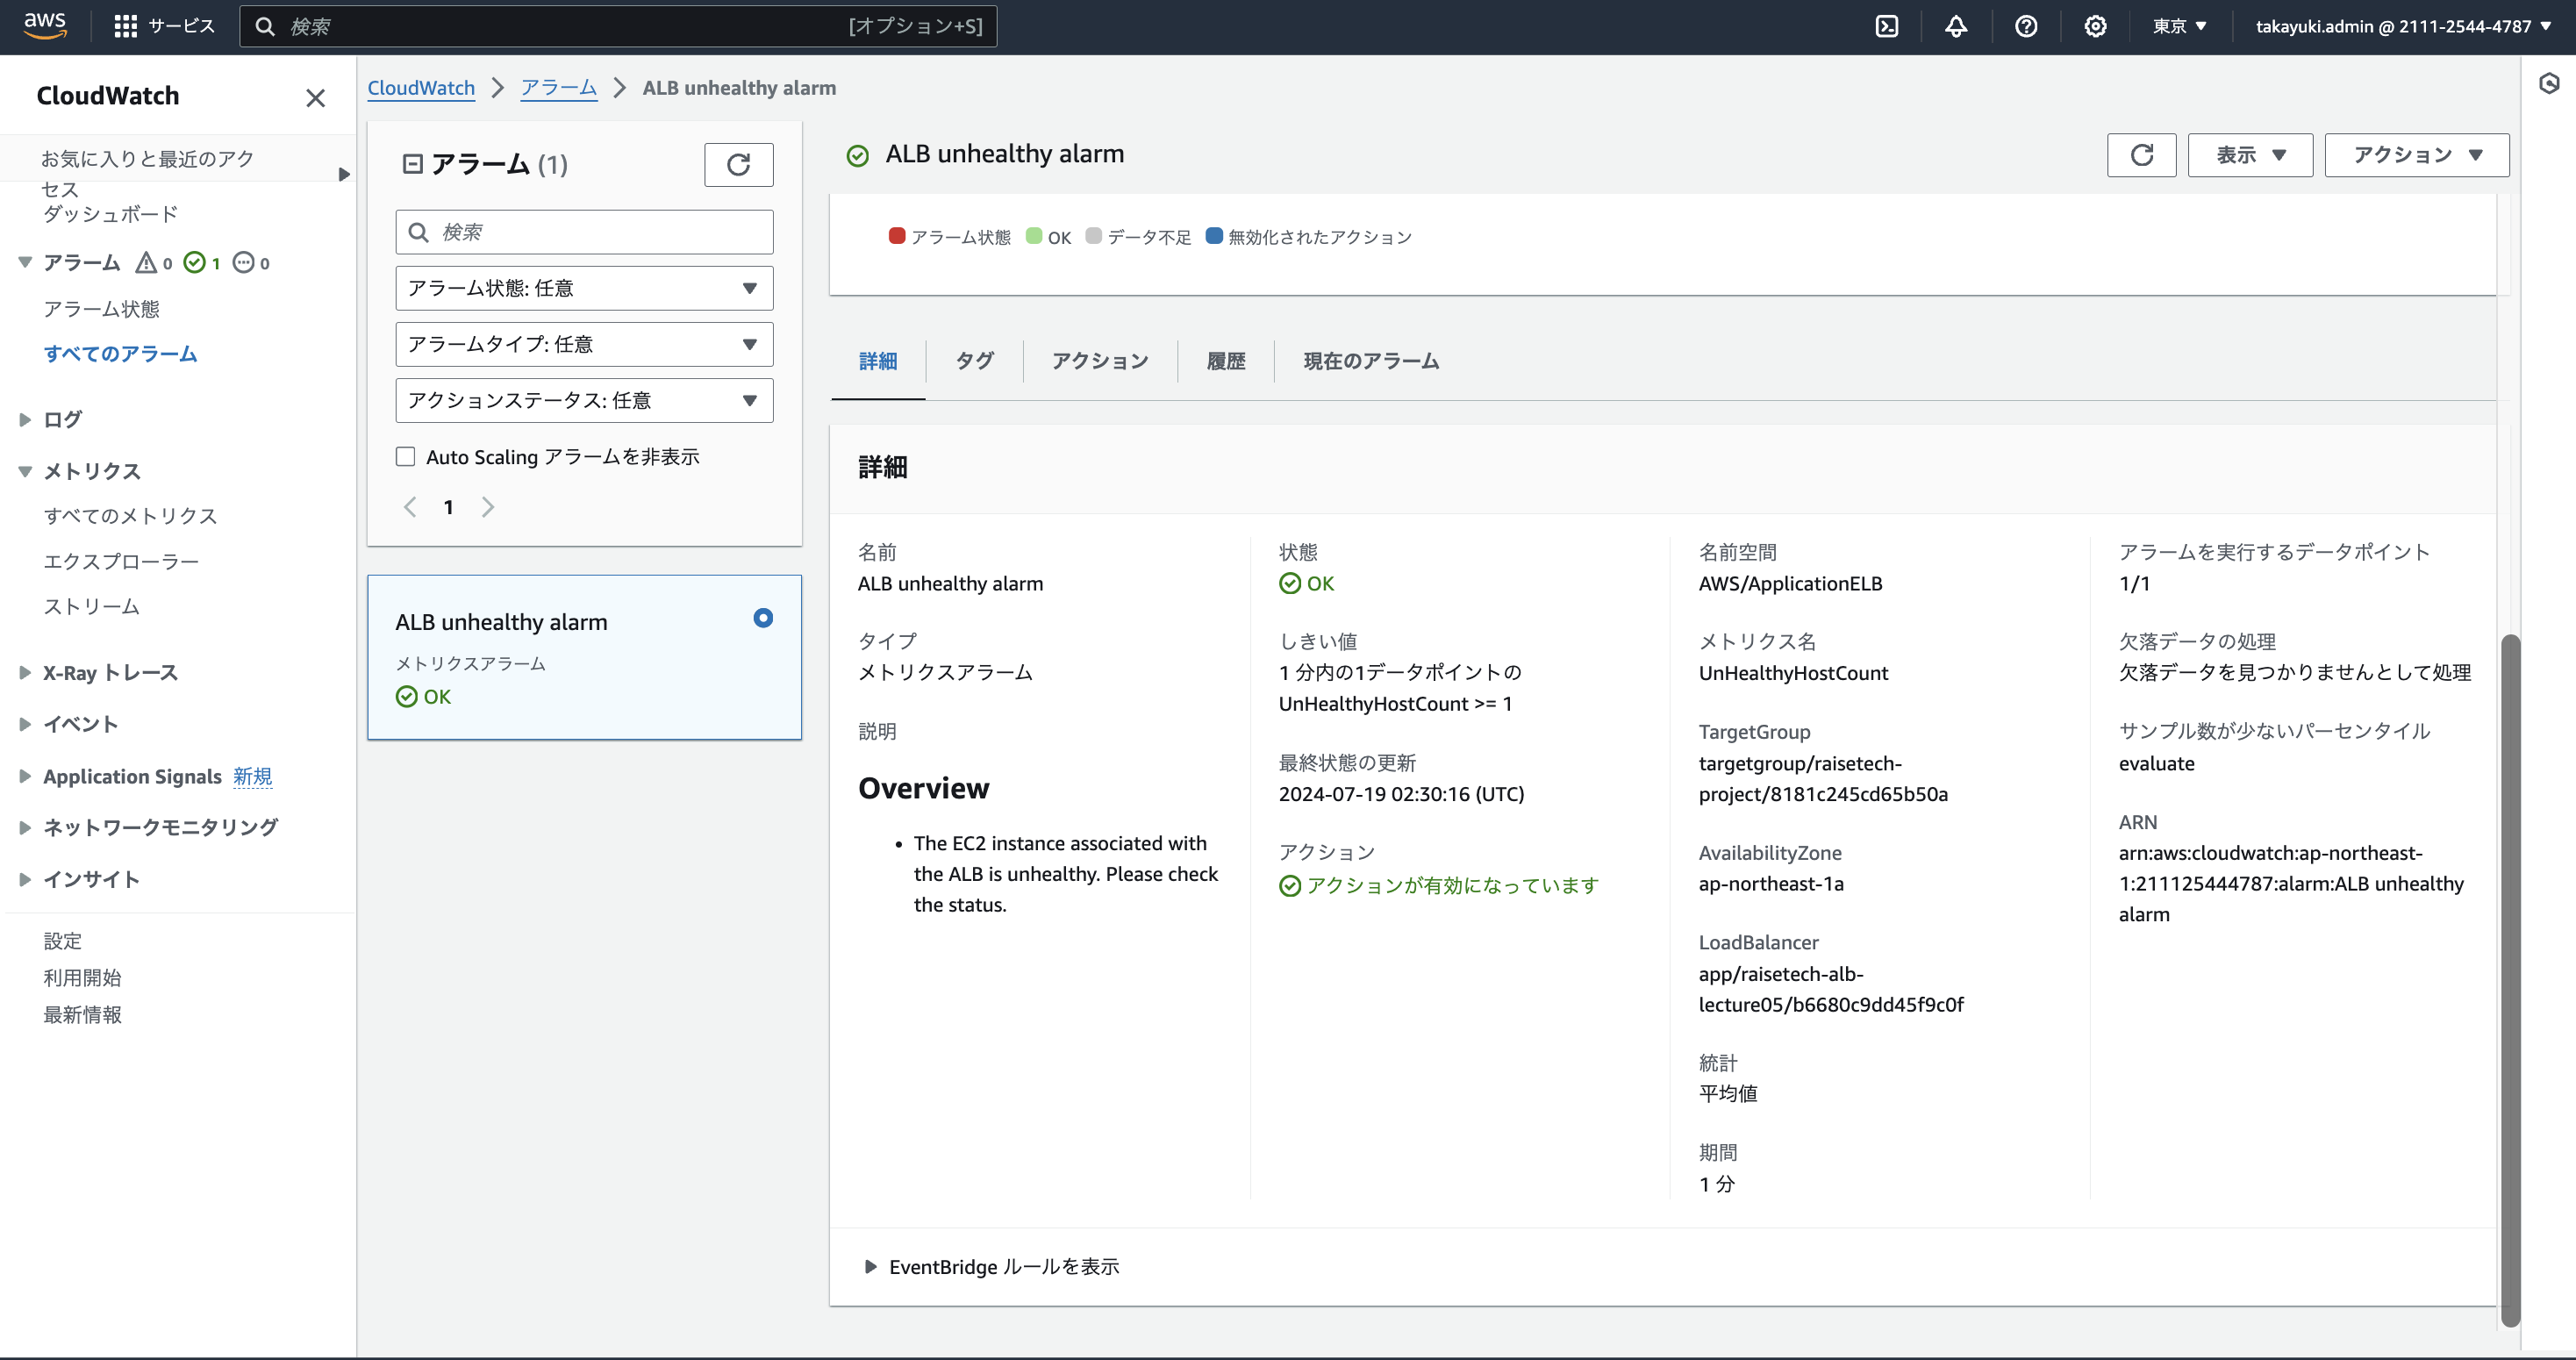 aws
サービス
検索
[オプション+S]
東京 ▼
takayuki.admin @ 2111-2544-4787 ▼
CloudWatch
お気に入りと最近のアク
セス
ダッシュボード
アラーム 0 1 0
アラーム状態
すべてのアラーム
ログ
メトリクス
すべてのメトリクス
エクスプローラー
ストリーム
X-Ray トレース
イベント
Application Signals 新規
ネットワークモニタリング
インサイト
設定
利用開始
最新情報
CloudWatch > アラーム > ALB unhealthy alarm
アラーム (1)
検索
アラーム状態: 任意
アラームタイプ: 任意
アクションステータス: 任意
Auto Scaling アラームを非表示
1
ALB unhealthy alarm
メトリクスアラーム
OK
ALB unhealthy alarm
表示 ▼
アクション ▼
アラーム状態 OK データ不足 無効化されたアクション
詳細
タグ
アクション
履歴
現在のアラーム
詳細
名前
ALB unhealthy alarm
タイプ
メトリクスアラーム
説明
Overview
• The EC2 instance associated with
the ALB is unhealthy. Please check
the status.
状態
OK
しきい値
1 分内の1データポイントの
UnHealthyHostCount >= 1
最終状態の更新
2024-07-19 02:30:16 (UTC)
アクション
アクションが有効になっています
名前空間
AWS/ApplicationELB
メトリクス名
UnHealthyHostCount
TargetGroup
targetgroup/raisetech-
project/8181c245cd65b50a
AvailabilityZone
ap-northeast-1a
LoadBalancer
app/raisetech-alb-
lecture05/b6680c9dd45f9c0f
統計
平均値
期間
1 分
アラームを実行するデータポイント
1/1
欠落データの処理
欠落データを見つかりませんとして処理
サンプル数が少ないパーセンタイル
evaluate
ARN
arn:aws:cloudwatch:ap-northeast-
1:211125444787:alarm:ALB unhealthy
alarm
EventBridge ルールを表示